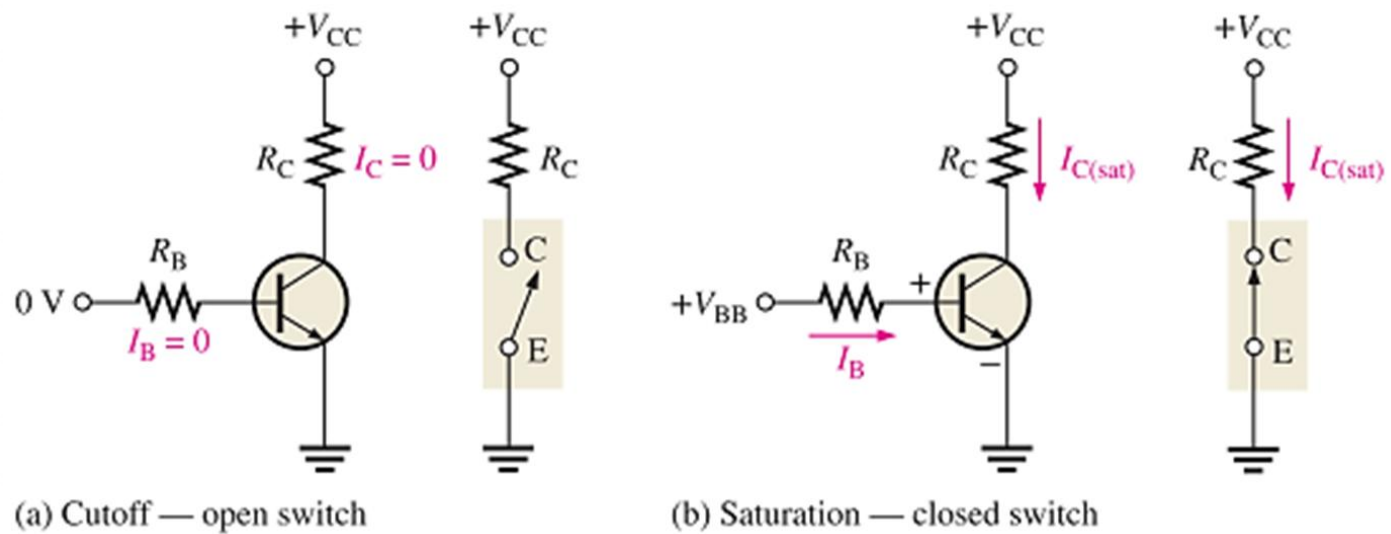 +VCC
+VCC
RC
IC = 0
RC
RB
0 V
IB = 0
C
E
(a) Cutoff — open switch
+VCC
+VCC
RC
IC(sat)
RC
IC(sat)
RB
+VBB
+
IB
−
C
E
(b) Saturation — closed switch